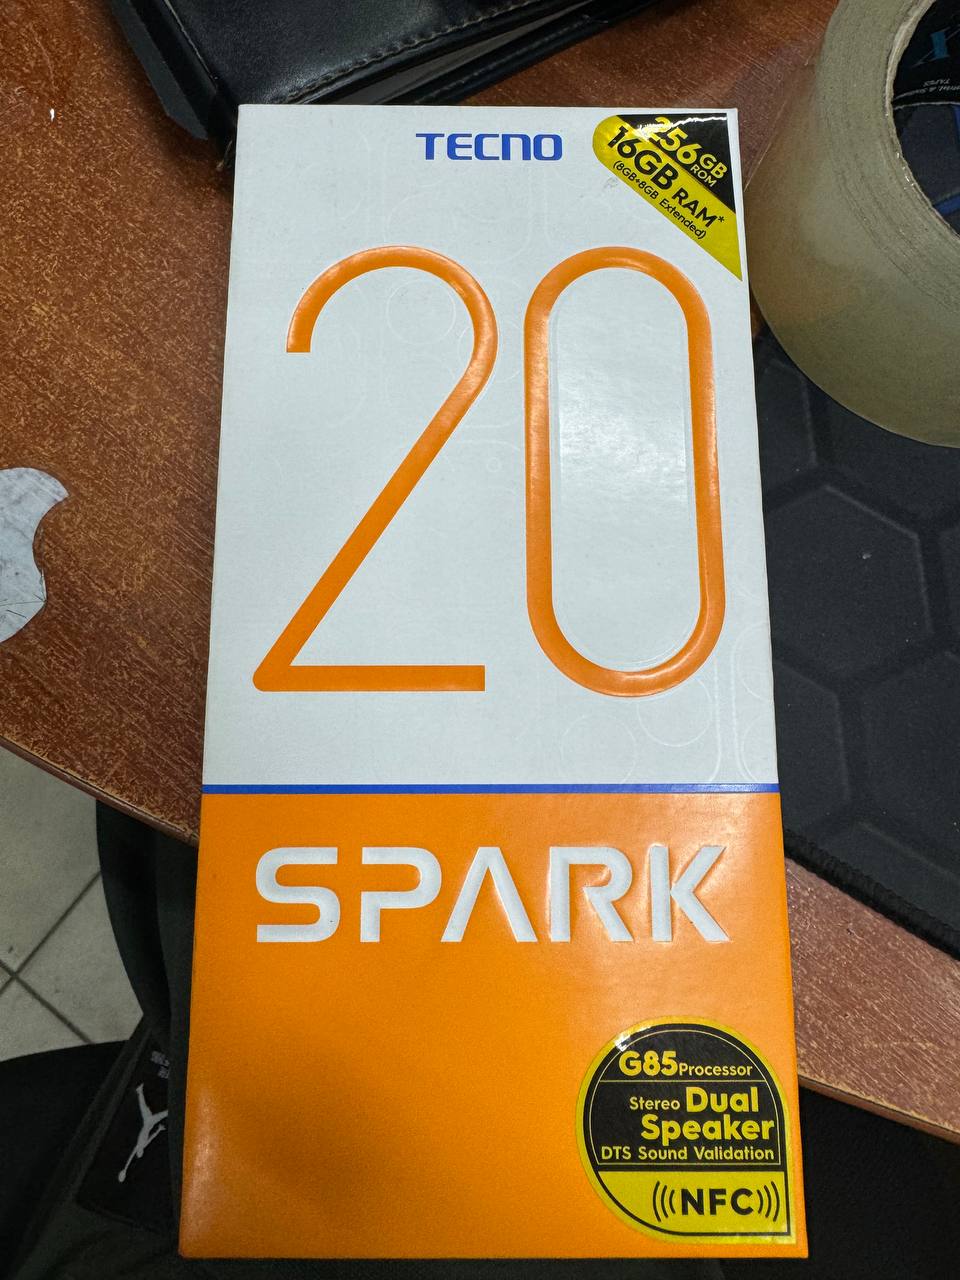 TECNO
256GB
ROM
16GB RAM*
(8GB+8GB Extended)
20
SPARK
G85 Processor
Stereo Dual
Speaker
DTS Sound Validation
NFC
TAPES